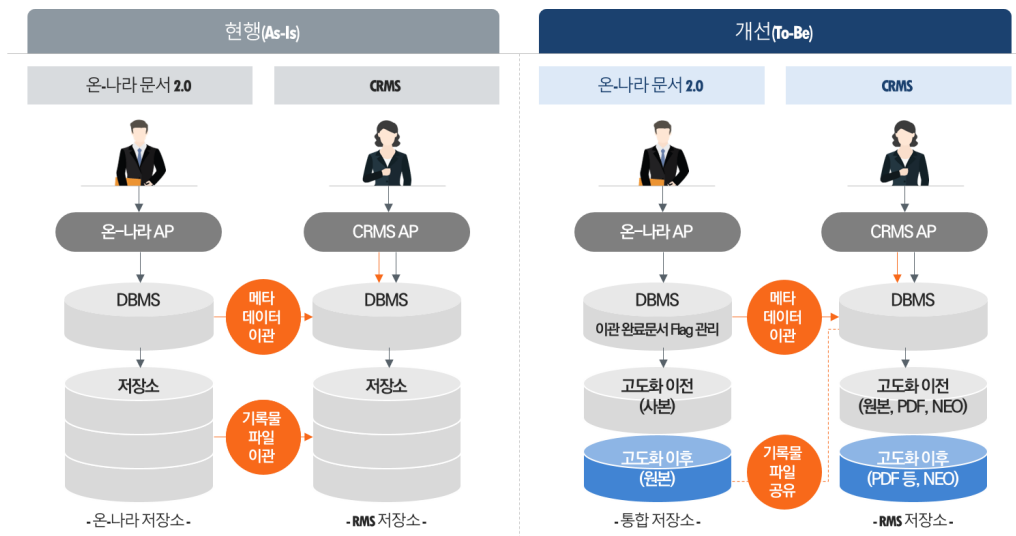 현행(As-Is)
온-나라 문서 2.0
CRMS
온-나라 AP
CRMS AP
DBMS
메타
데이터
이관
DBMS
저장소
기록물
파일
이관
저장소
- 온-나라 저장소 -
- RMS 저장소 -
개선(To-Be)
온-나라 문서 2.0
CRMS
온-나라 AP
CRMS AP
DBMS
이관 완료문서 Flag 관리
메타
데이터
이관
DBMS
고도화 이전
(사본)
고도화 이전
(원본, PDF, NEO)
고도화 이후
(원본)
기록물
파일
공유
고도화 이후
(PDF 등, NEO)
- 통합 저장소 -
- RMS 저장소 -